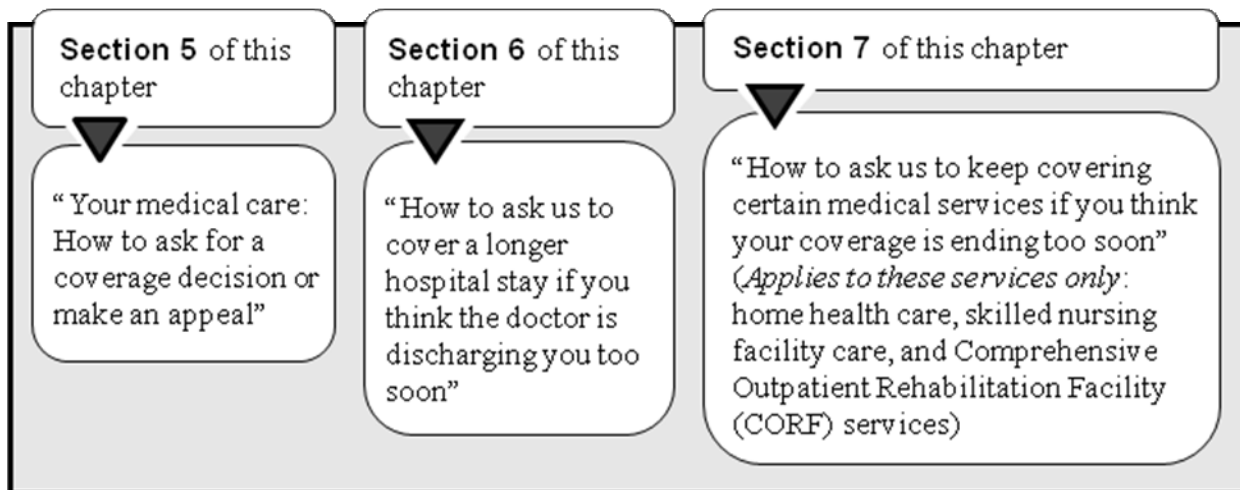 Section 5 of this
chapter
“ Your medical care:
How to ask for a
coverage decision or
make an appeal”
Section 6 of this
chapter
“How to ask us to
cover a longer
hospital stay if you
think the doctor is
discharging you too
soon”
Section 7 of this chapter
“How to ask us to keep covering
certain medical services if you think
your coverage is ending too soon”
(Applies to these services only:
home health care, skilled nursing
facility care, and Comprehensive
Outpatient Rehabilitation Facility
(CORF) services)